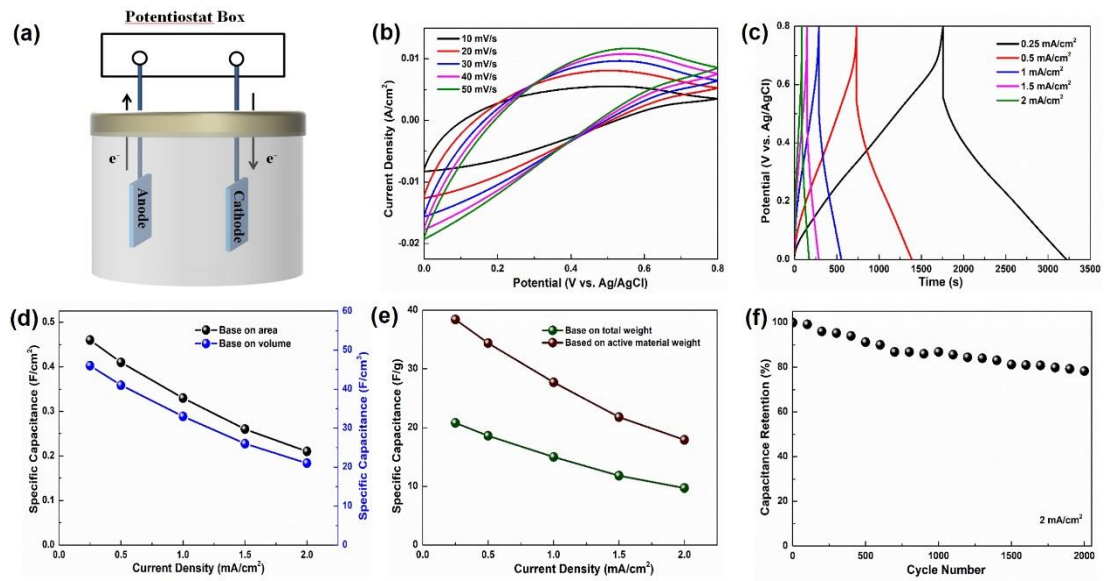 Potentiostat Box
(a)
e⁻
Anode
Cathode
e⁻
(b)
10 mV/s
20 mV/s
30 mV/s
40 mV/s
50 mV/s
Current Density (A/cm²)
0.01
0.00
-0.01
-0.02
0.0 0.2 0.4 0.6 0.8
Potential (V vs. Ag/AgCl)
(c)
0.25 mA/cm²
0.5 mA/cm²
1 mA/cm²
1.5 mA/cm²
2 mA/cm²
Potential (V vs. Ag/AgCl)
0.8
0.6
0.4
0.2
0.0
0 500 1000 1500 2000 2500 3000 3500
Time (s)
(d)
Base on area
Base on volume
Specific Capacitance (F/cm²)
0.5
0.4
0.3
0.2
0.1
0.0
Specific Capacitance (F/cm³)
60
50
40
30
20
10
0
0.0 0.5 1.0 1.5 2.0
Current Density (mA/cm²)
(e)
Base on total weight
Based on active material weight
Specific Capacitance (F/g)
40
30
20
10
0
0.0 0.5 1.0 1.5 2.0
Current Density (mA/cm²)
(f)
Capacitance Retention (%)
100
80
60
40
20
0
2 mA/cm²
0 500 1000 1500 2000
Cycle Number